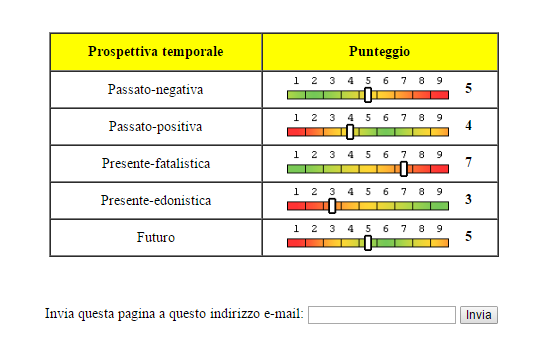 Prospettiva temporale Punteggio
1 2 3 4 5 6 7 8 9
Passato-negativa 5
1 2 3 4 5 6 7 8 9
Passato-positiva 4
1 2 3 4 5 6 7 8 9
Presente-fatalistica 7
1 2 3 4 5 6 7 8 9
Presente-edonistica 3
1 2 3 4 5 6 7 8 9
Futuro 5
Invia questa pagina a questo indirizzo e-mail: Invia